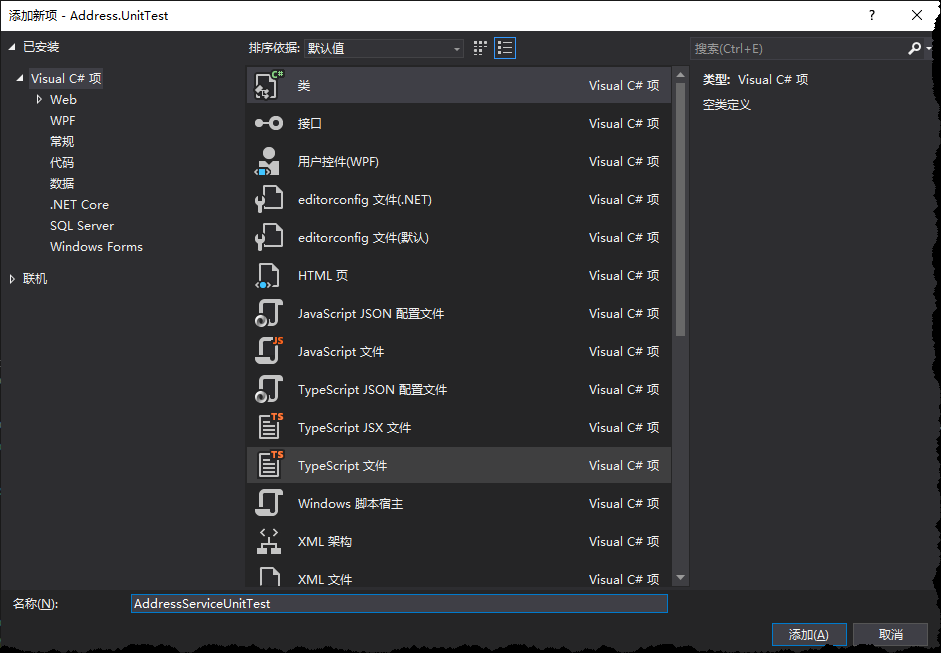 添加新项 - Address.UnitTest
?
已安装
排序依据: 默认值
搜索(Ctrl+E)
Visual C# 项
Web
WPF
常规
代码
数据
.NET Core
SQL Server
Windows Forms
联机
C# 类 Visual C# 项
接口 Visual C# 项
用户控件(WPF) Visual C# 项
editorconfig 文件(.NET) Visual C# 项
editorconfig 文件(默认) Visual C# 项
HTML 页 Visual C# 项
JavaScript JSON 配置文件 Visual C# 项
JS JavaScript 文件 Visual C# 项
TypeScript JSON 配置文件 Visual C# 项
TS TypeScript JSX 文件 Visual C# 项
TS TypeScript 文件 Visual C# 项
Windows 脚本宿主 Visual C# 项
XML 架构 Visual C# 项
XML 文件 Visual C# 项
类型: Visual C# 项
空类定义
名称(N): AddressServiceUnitTest
添加(A) 取消